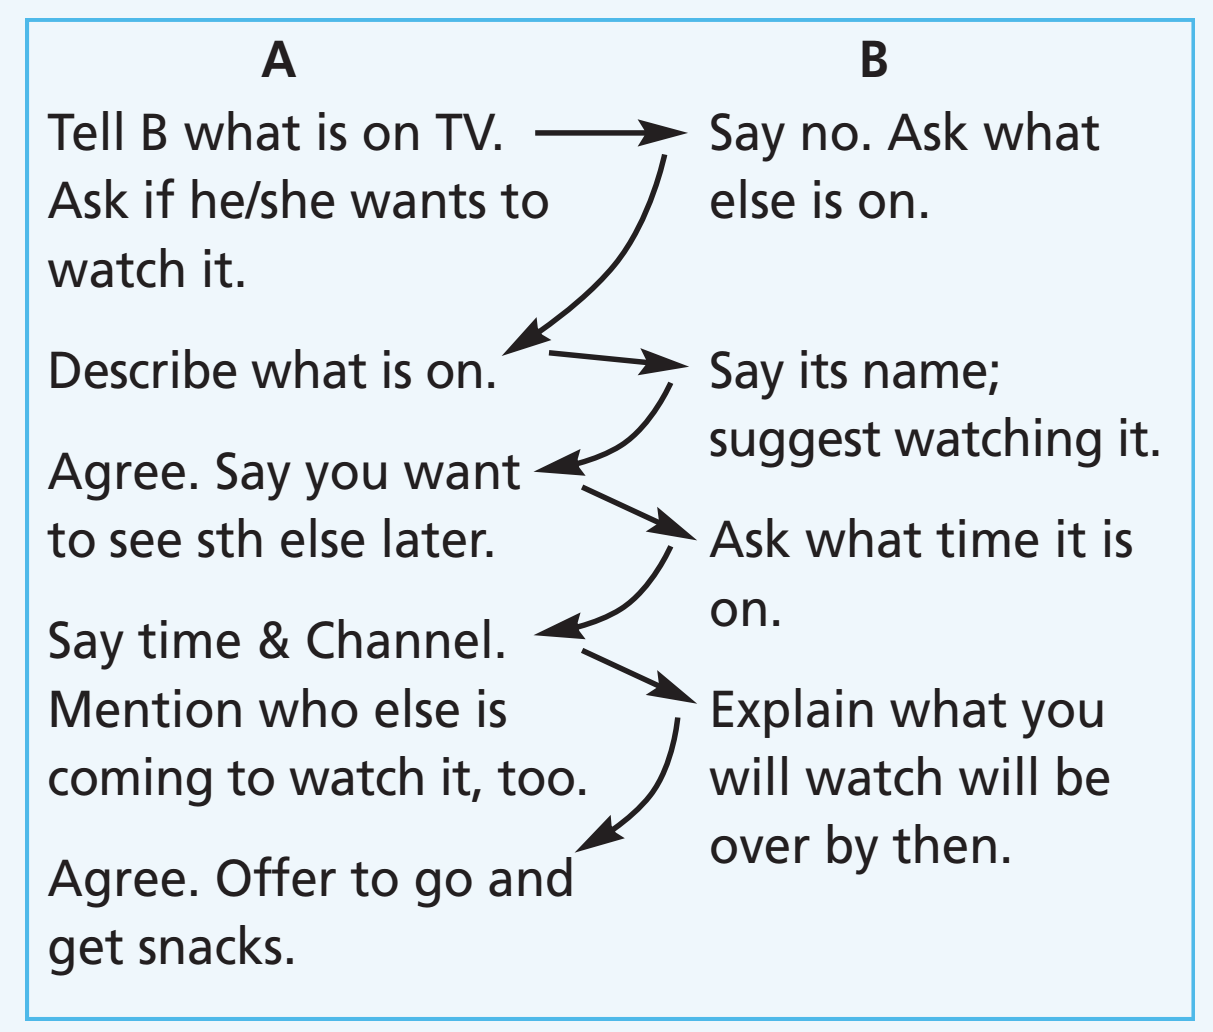 A
B
Tell B what is on TV.
Ask if he/she wants to
watch it.
Say no. Ask what
else is on.
Describe what is on.
Say its name;
suggest watching it.
Agree. Say you want
to see sth else later.
Ask what time it is
on.
Say time & Channel.
Mention who else is
coming to watch it, too.
Explain what you
will watch will be
over by then.
Agree. Offer to go and
get snacks.